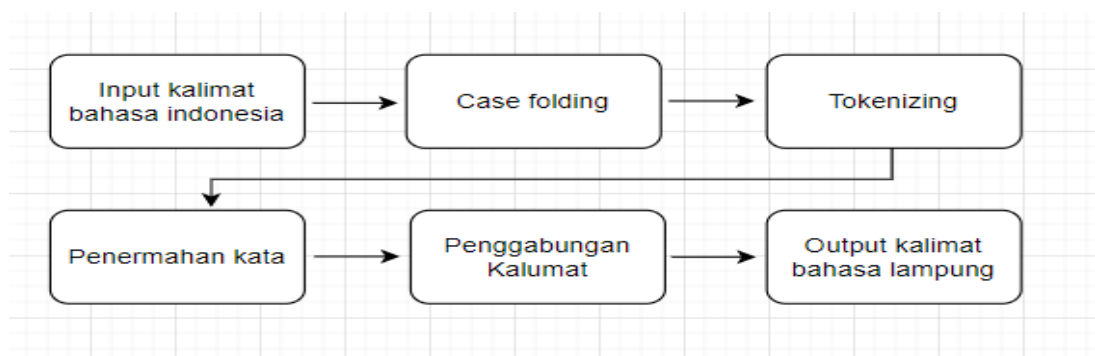 Input kalimat
bahasa indonesia
Case folding
Tokenizing
Penermahan kata
Penggabungan
Kalumat
Output kalimat
bahasa lampung